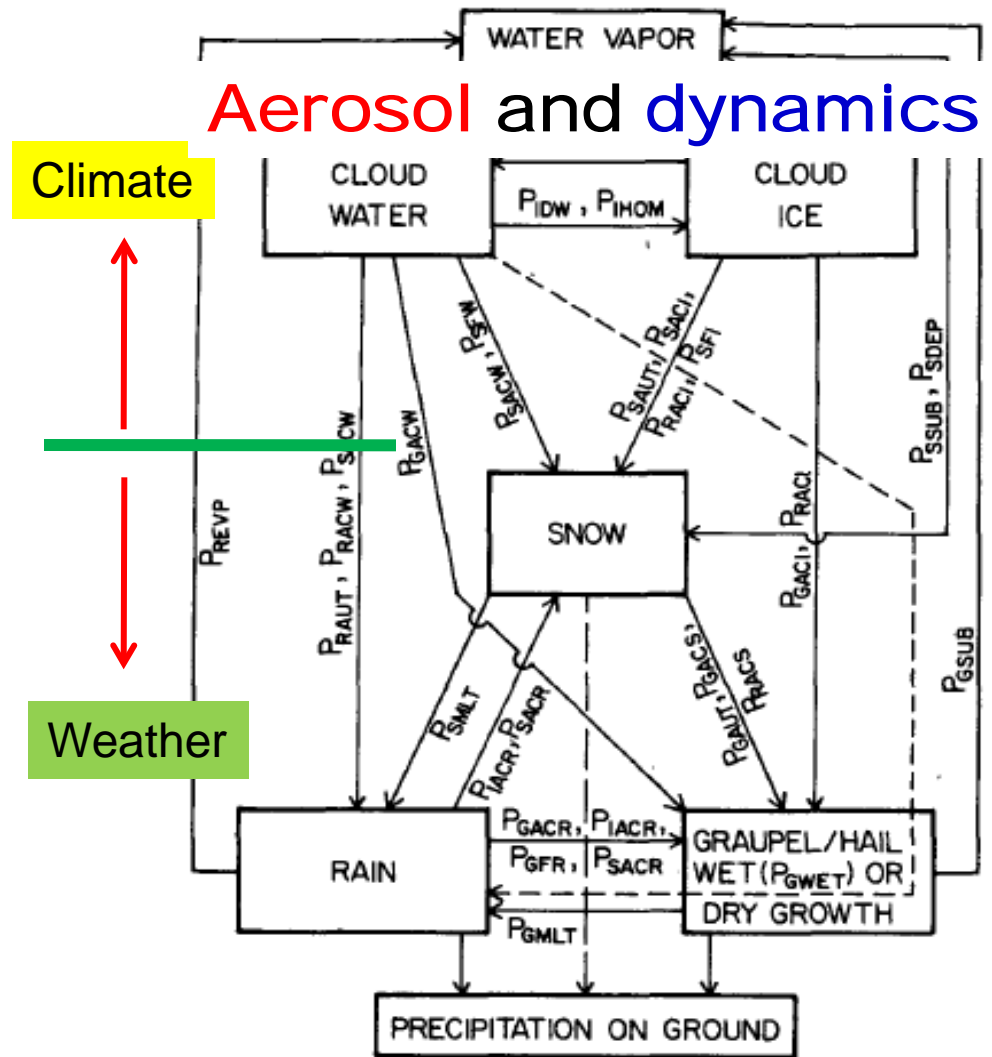 WATER VAPOR
Aerosol and dynamics
Climate
CLOUD
WATER
PIDW , PIHOM
CLOUD
ICE
PSACW, PSFW
PSAUT, PSACI,
PRACI, PSFI
PSSUB, PSDEP
PREVP
PRAUT, PRACW, PSACW
PGACW
SNOW
PGACI, PRACI
PGSUB
Weather
PSMLT
PIACR, PSACR
PGAUT, PGACS,
PRACS
RAIN
PGACR, PIACR,
PGFR, PSACR
PGMLT
GRAUPEL/HAIL
WET(PGWET) OR
DRY GROWTH
PRECIPITATION ON GROUND